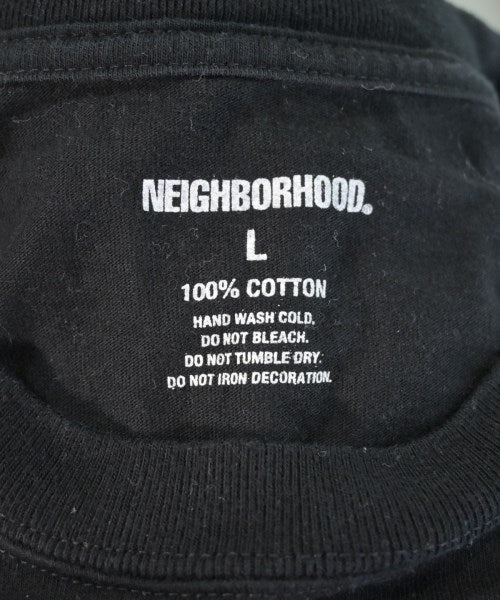 NEIGHBORHOOD®
L
100% COTTON
HAND WASH COLD.
DO NOT BLEACH.
DO NOT TUMBLE DRY.
DO NOT IRON DECORATION.